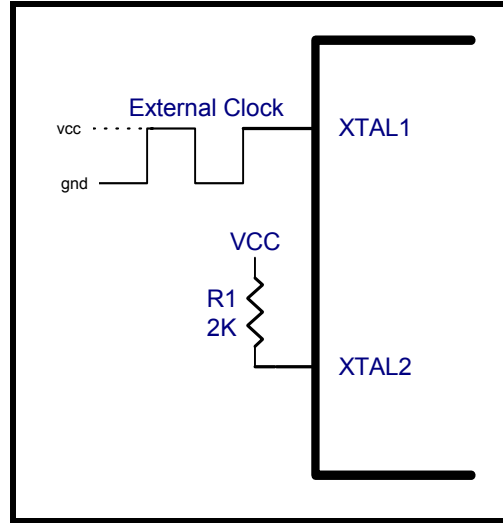 External Clock
vcc
XTAL1
gnd
VCC
R1
2K
XTAL2